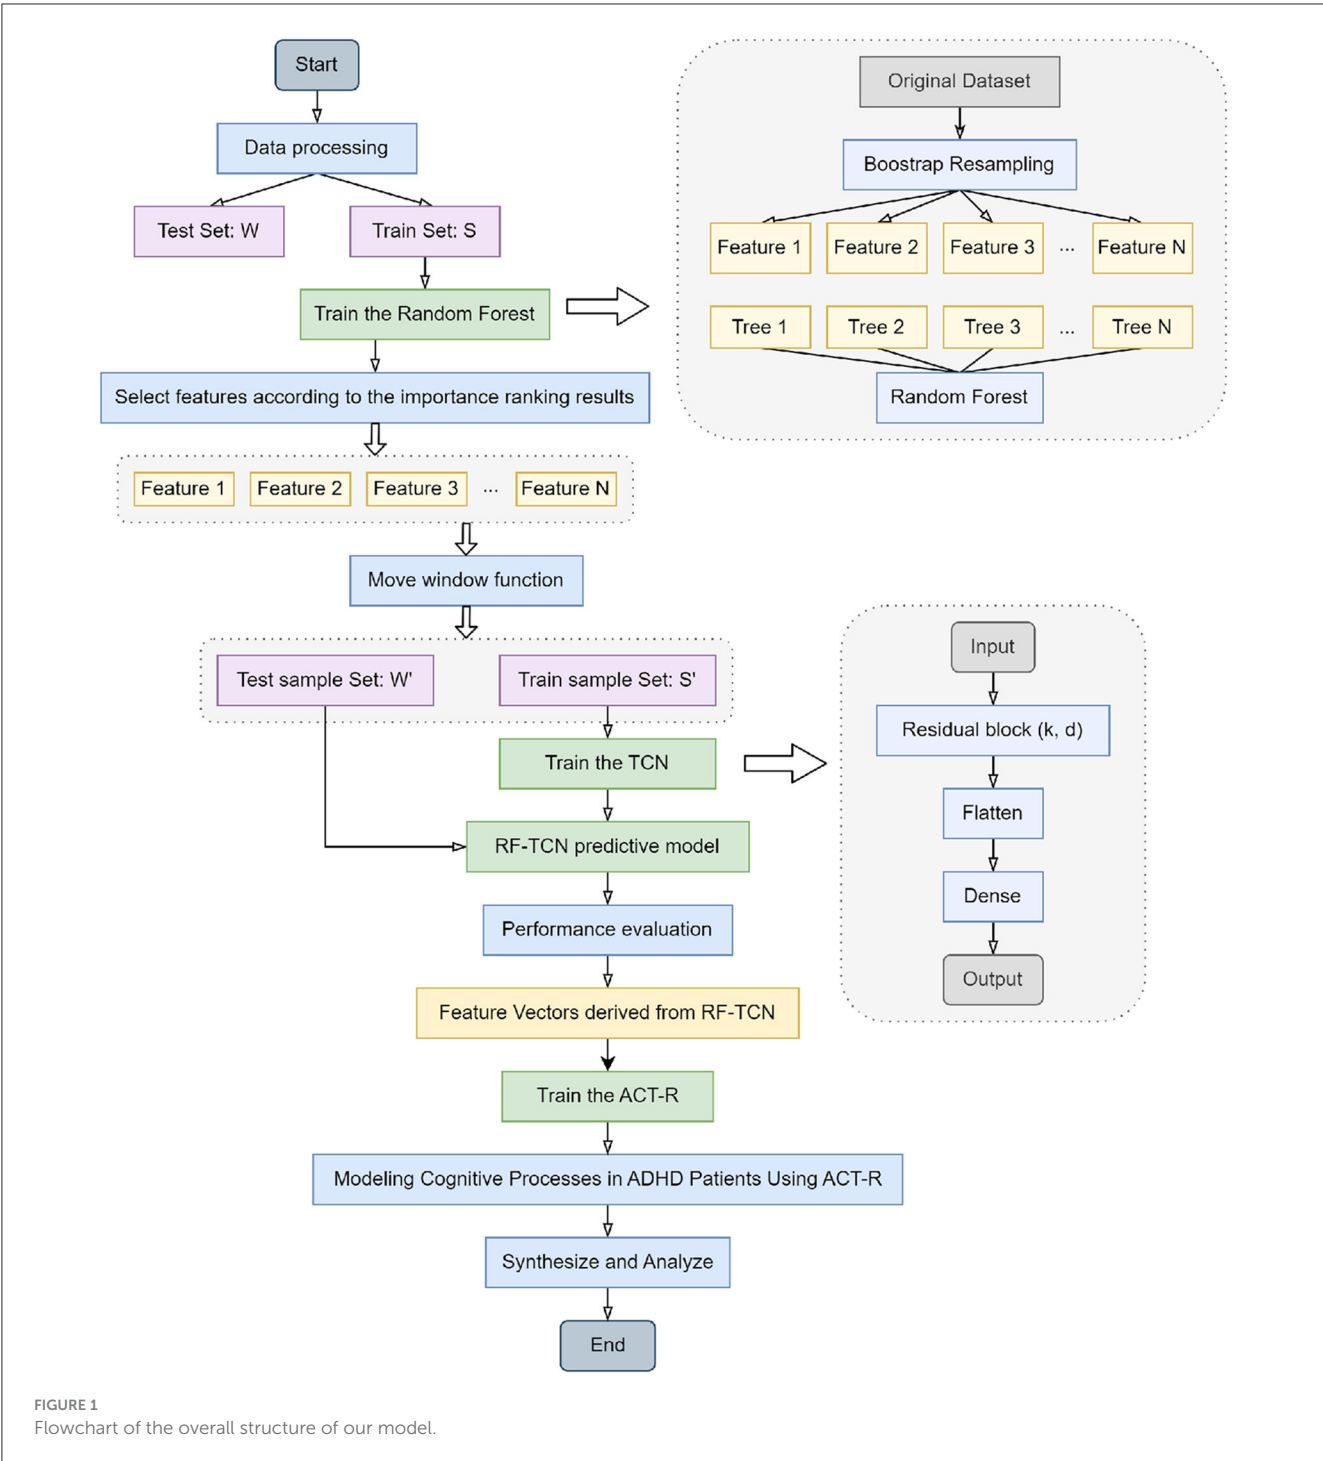 Start
Data processing
Test Set: W
Train Set: S
Train the Random Forest
Select features according to the importance ranking results
Feature 1 Feature 2 Feature 3 ... Feature N
Move window function
Test sample Set: W'
Train sample Set: S'
Train the TCN
RF-TCN predictive model
Performance evaluation
Feature Vectors derived from RF-TCN
Train the ACT-R
Modeling Cognitive Processes in ADHD Patients Using ACT-R
Synthesize and Analyze
End
Original Dataset
Boostrap Resampling
Feature 1 Feature 2 Feature 3 ... Feature N
Tree 1 Tree 2 Tree 3 ... Tree N
Random Forest
Input
Residual block (k, d)
Flatten
Dense
Output
FIGURE 1
Flowchart of the overall structure of our model.